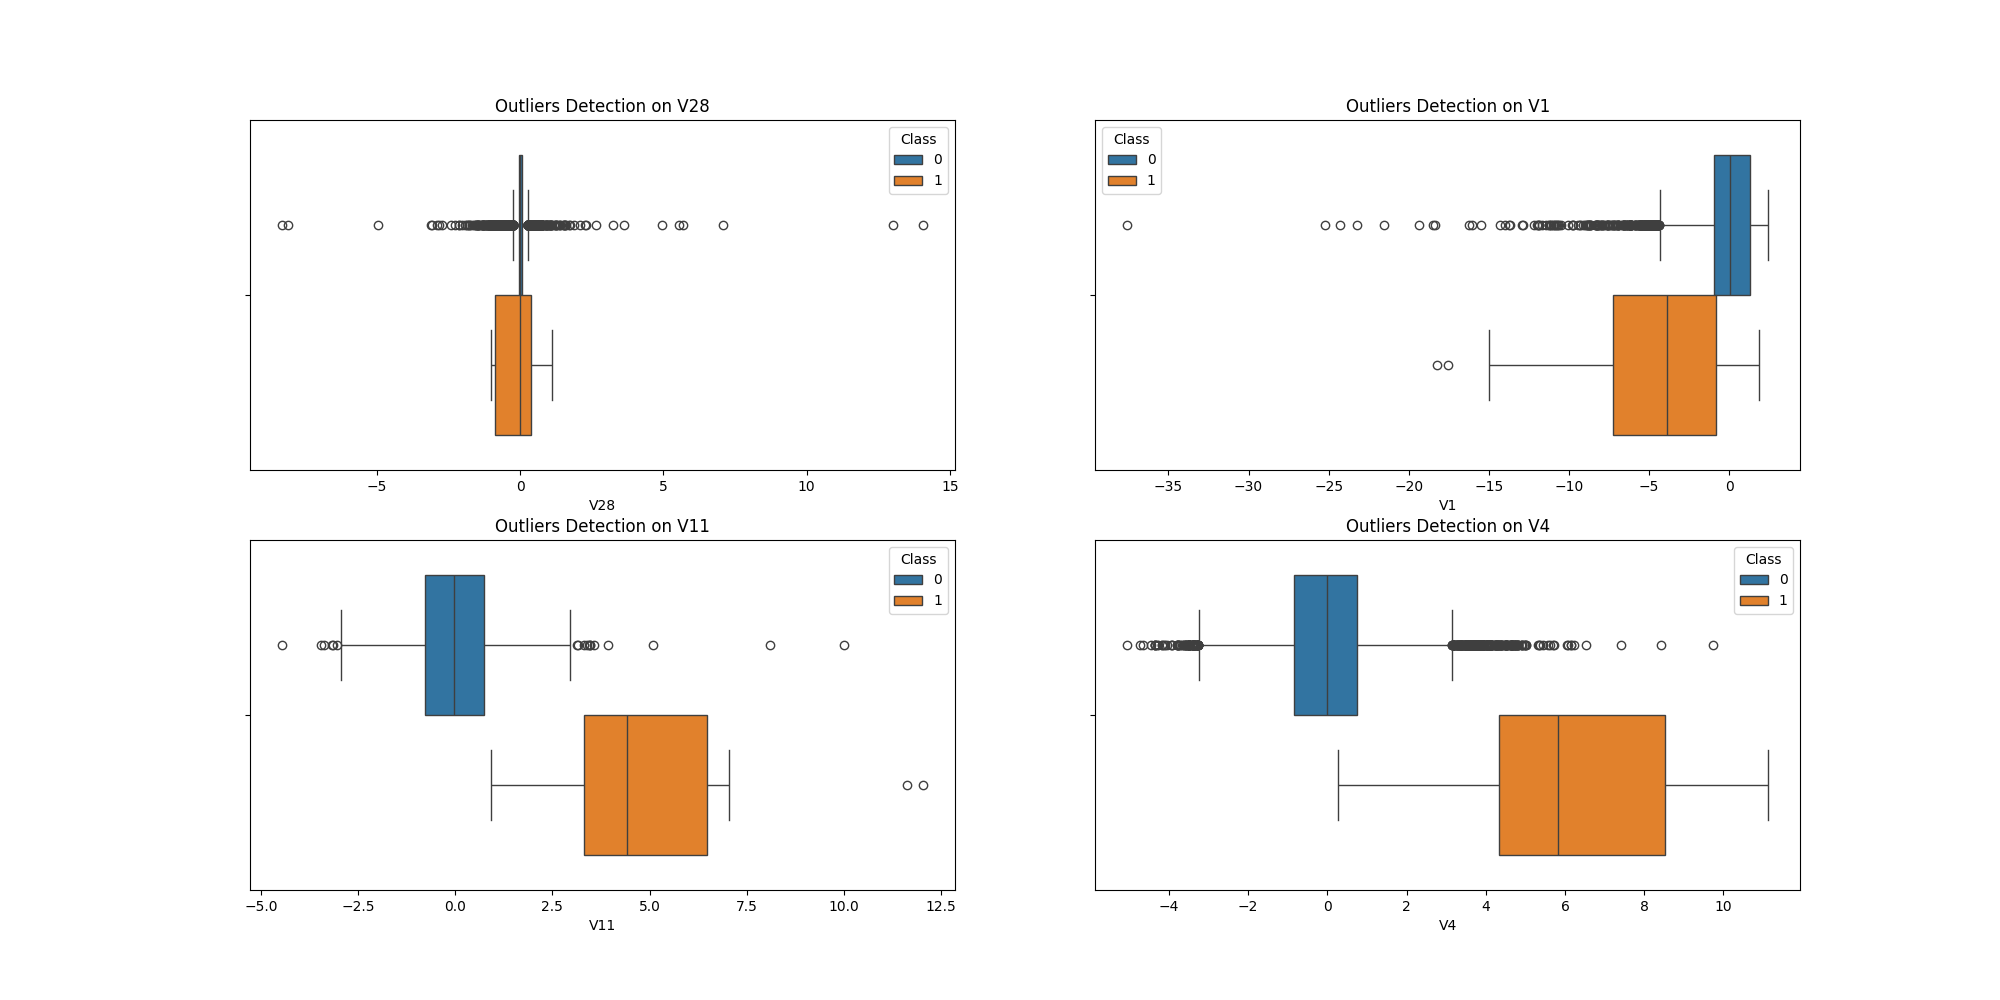 Outliers Detection on V28
Class
0
1
−5 0 5 10 15
V28
Outliers Detection on V1
Class
0
1
−35 −30 −25 −20 −15 −10 −5 0
V1
Outliers Detection on V11
Class
0
1
−5.0 −2.5 0.0 2.5 5.0 7.5 10.0 12.5
V11
Outliers Detection on V4
Class
0
1
−4 −2 0 2 4 6 8 10
V4